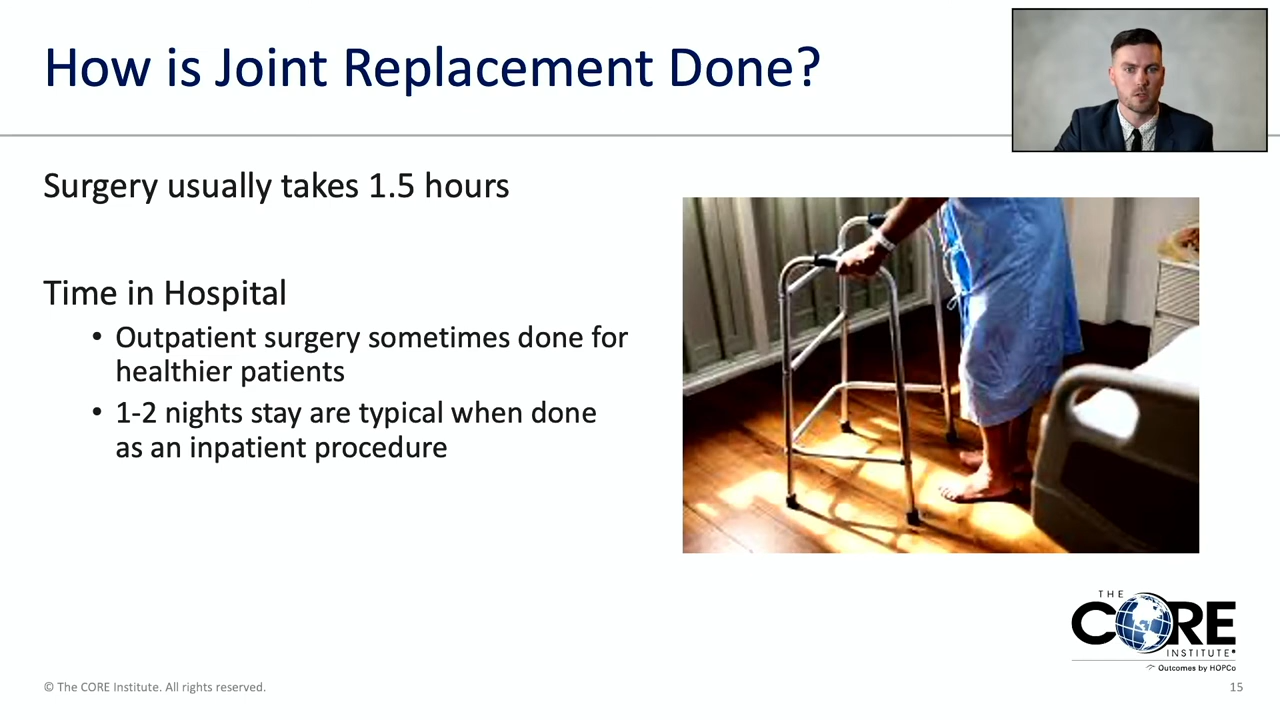 How is Joint Replacement Done?
Surgery usually takes 1.5 hours
Time in Hospital
• Outpatient surgery sometimes done for
healthier patients
• 1-2 nights stay are typical when done
as an inpatient procedure
THE
CORE
INSTITUTE
Outcomes by HOPCo
© The CORE Institute. All rights reserved.
15